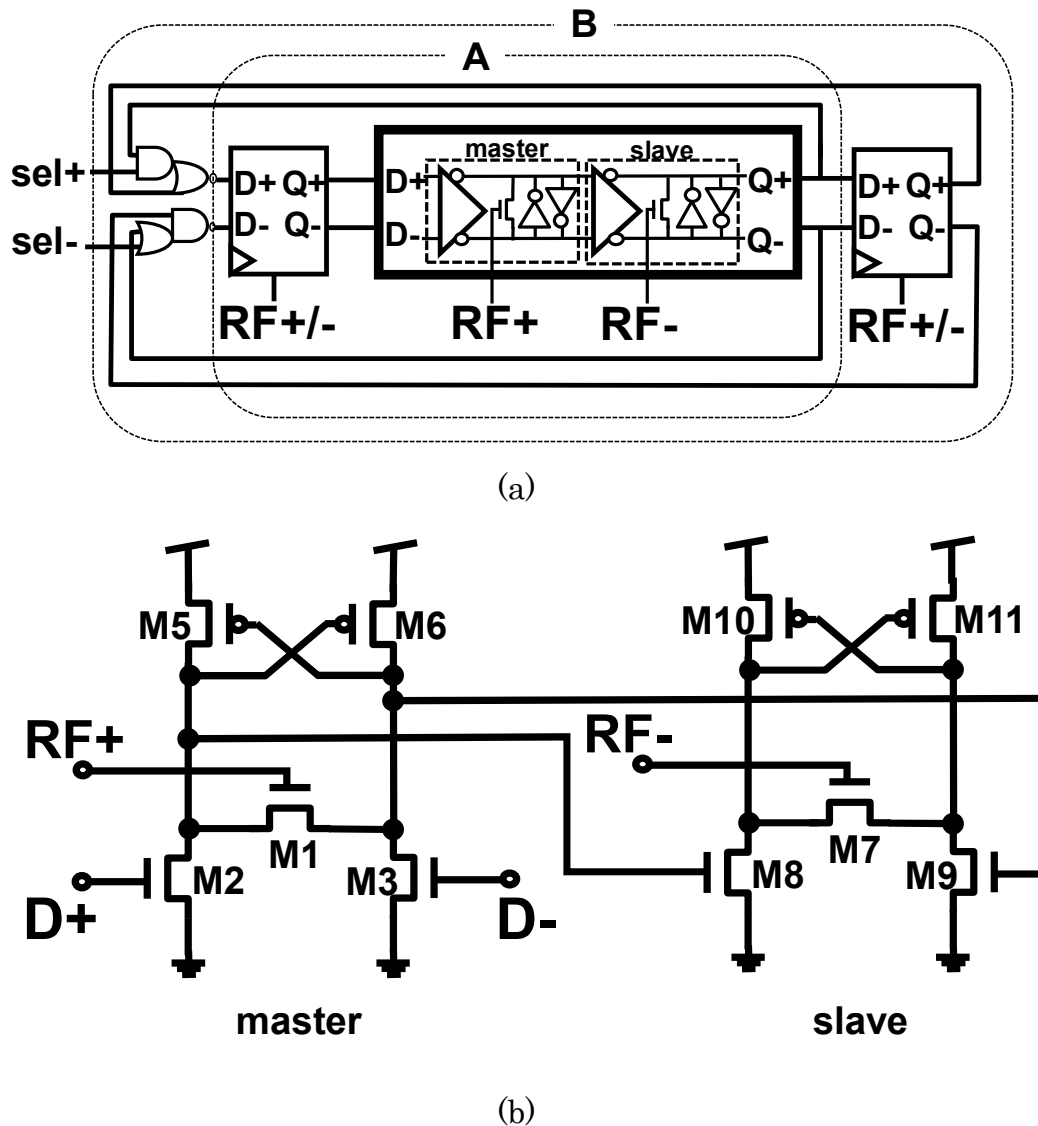 B
A
master
slave
sel+
sel-
D+ Q+
D- Q-
D+
D-
Q+
Q-
D+ Q+
D- Q-
RF+/-
RF+
RF-
RF+/-
(a)
M5
M6
M10
M11
RF+
RF-
M1
M7
M2
M3
M8
M9
D+
D-
master
slave
(b)